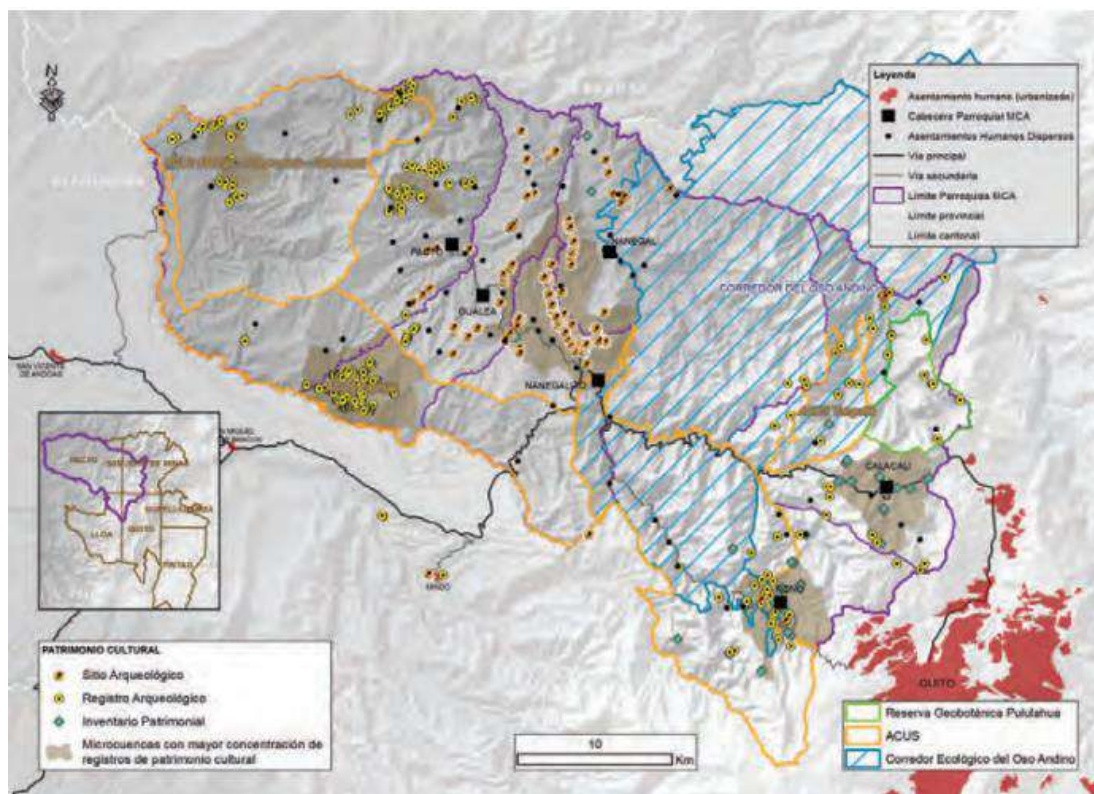 N
Leyenda
Asentamiento humano (urbanizado)
Cabecera Parroquial MCA
Asentamientos Humanos Dispersos
Vía principal
Vía secundaria
Límite Parroquias MCA
Límite provincial
Límite cantonal
PACTO
NANEGAL
GUALEA
CORREDOR DEL OSO ANDINO
SAN VICENTE
DE ANDOAS
NANEGALITO
CALACALI
MINDO
NONO
QUITO
PACTO
LLOA
QUITO
PINTAG
PATRIMONIO CULTURAL
Sitio Arqueológico
Registro Arqueológico
Inventario Patrimonial
Microcuencas con mayor concentración de
registros de patrimonio cultural
10
Km
Reserva Geobotánica Pululahua
ACUS
Corredor Ecológico del Oso Andino